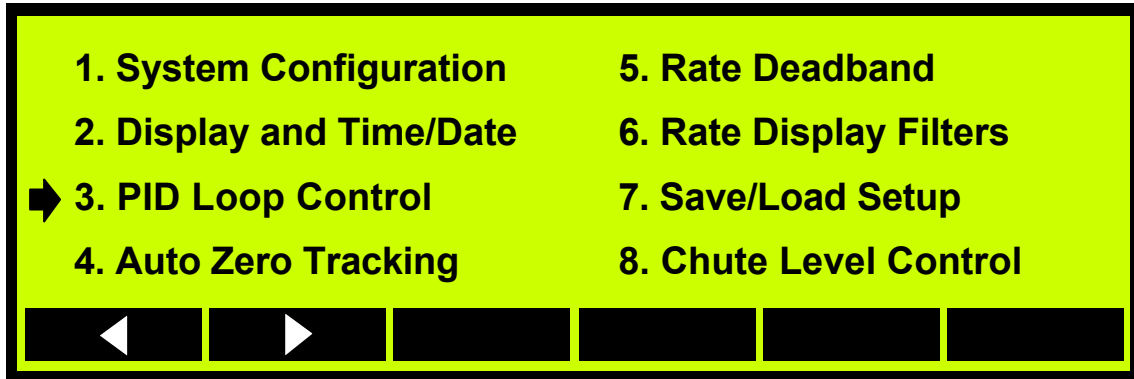 1. System Configuration
2. Display and Time/Date
3. PID Loop Control
4. Auto Zero Tracking
5. Rate Deadband
6. Rate Display Filters
7. Save/Load Setup
8. Chute Level Control